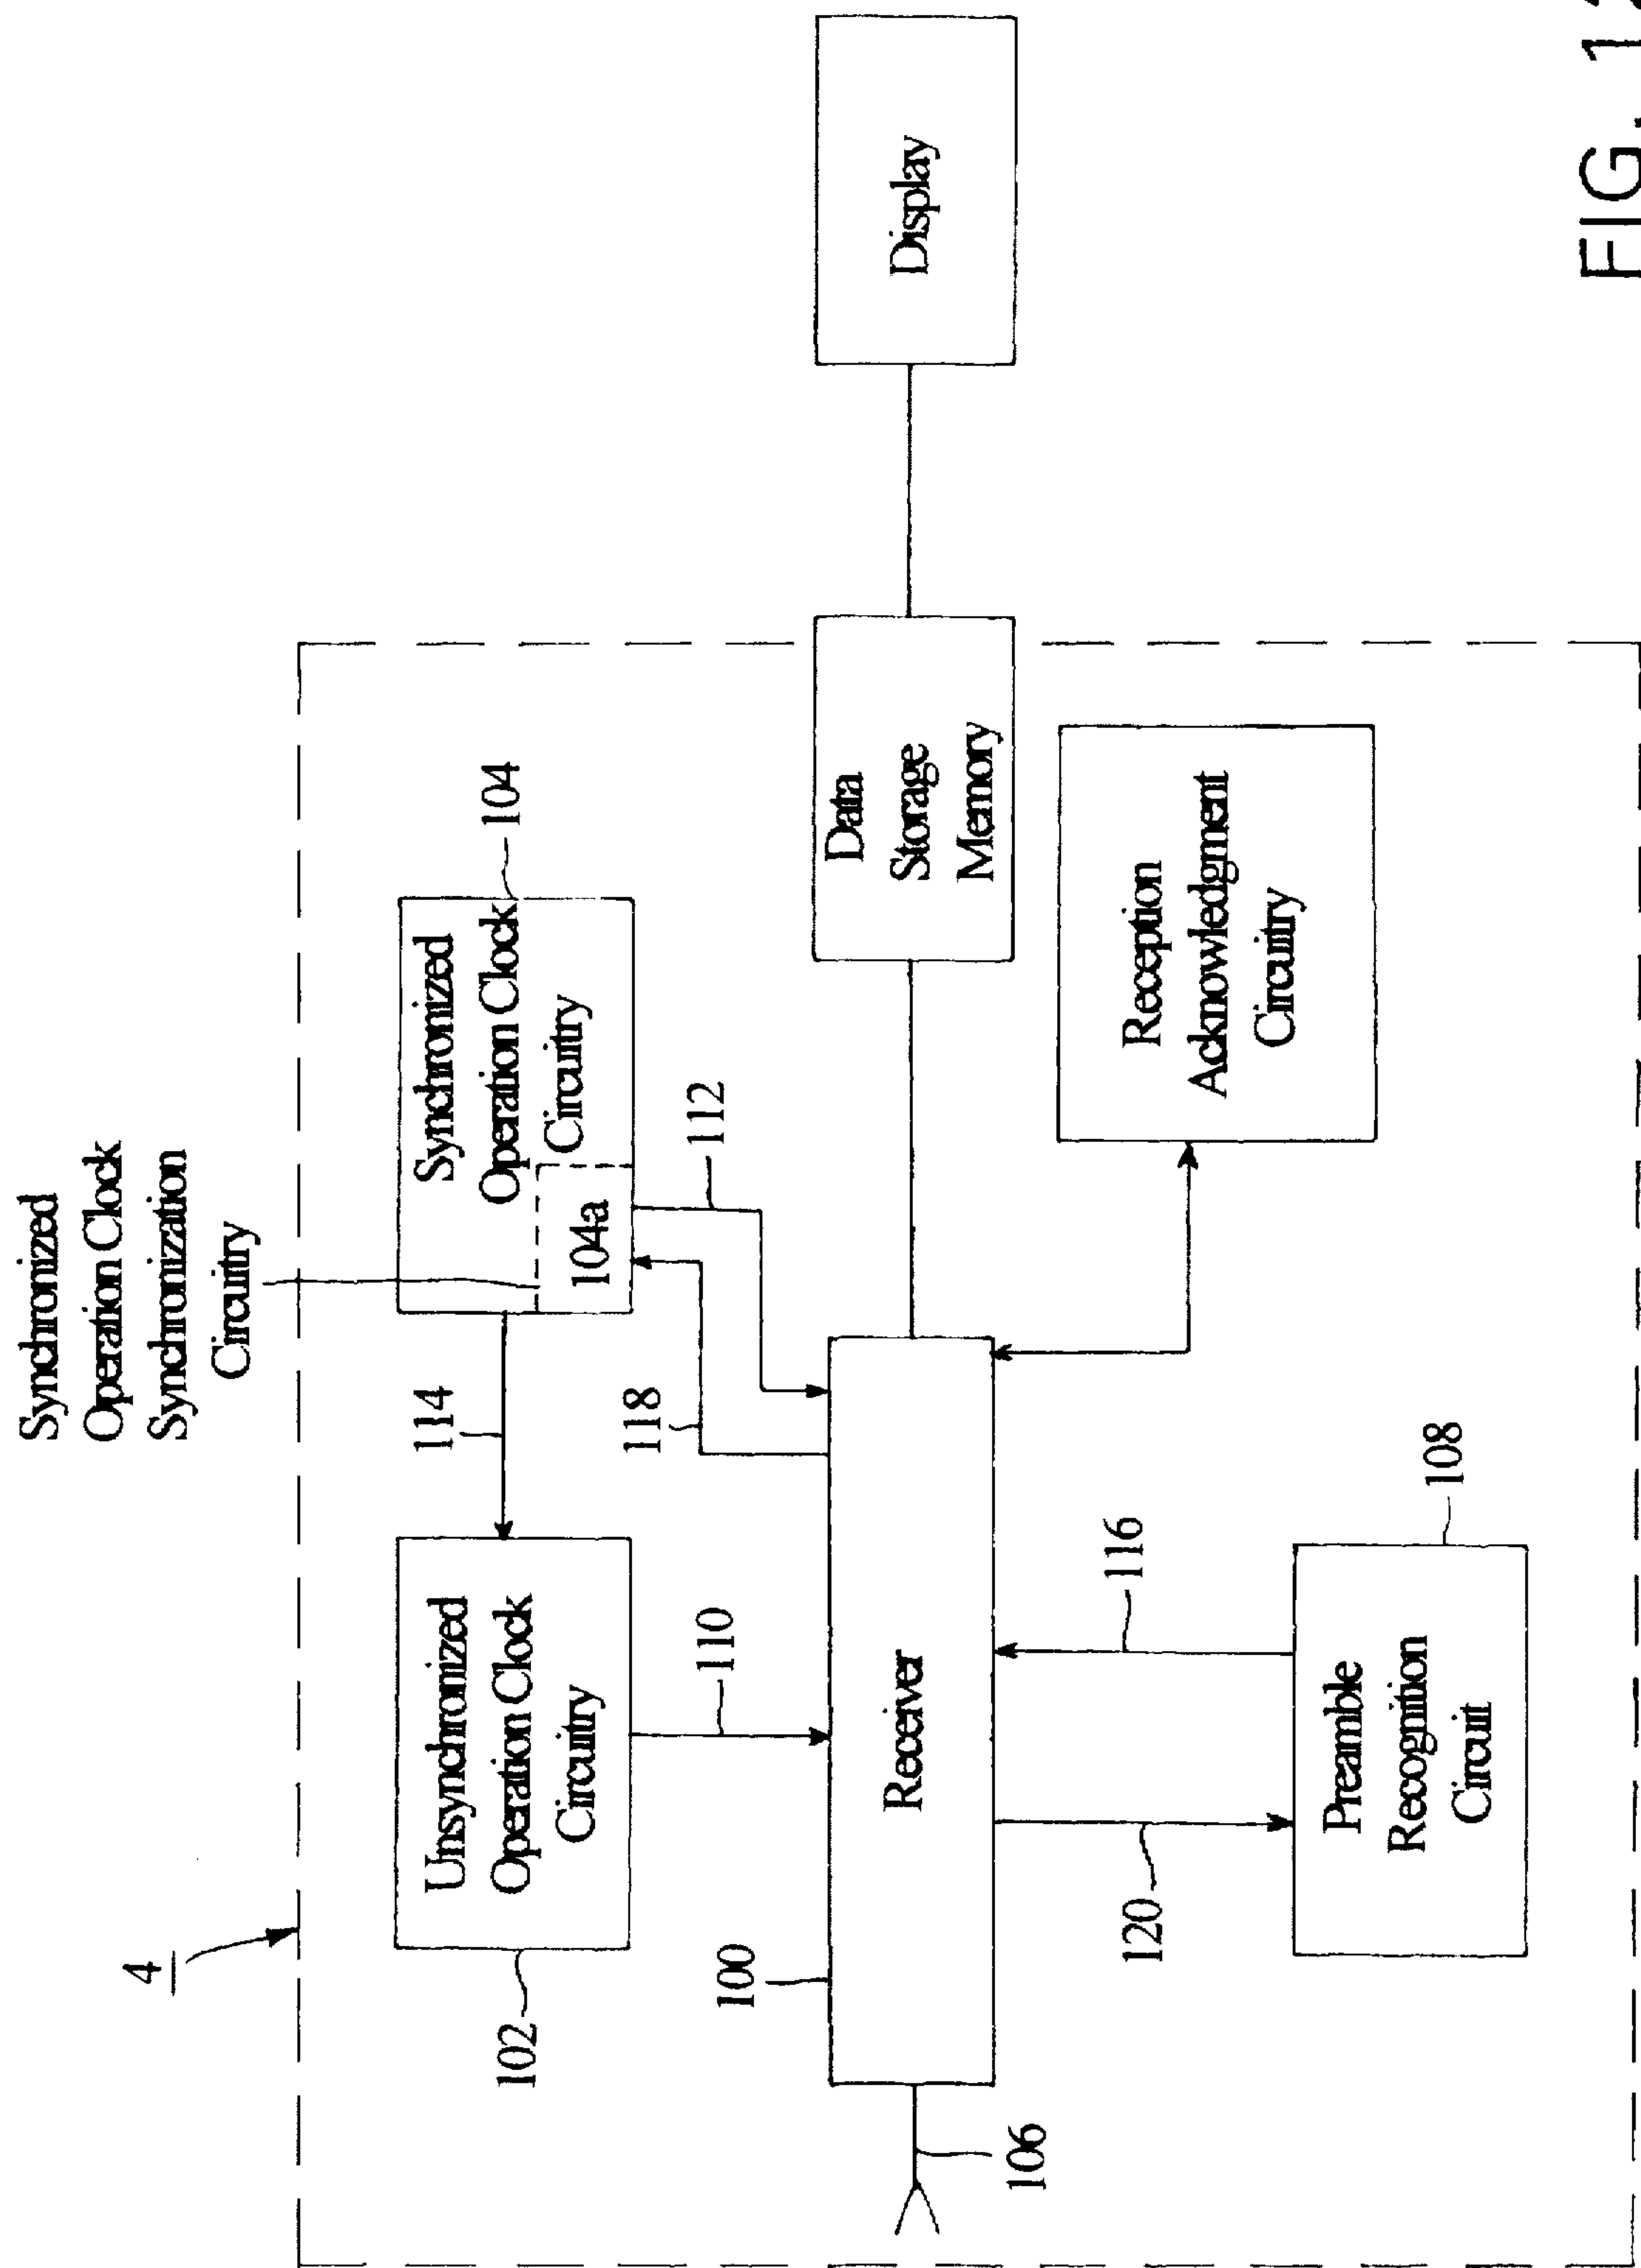 Synchronized
Operation Clock
Synchronization
Circuitry
4
102
Unsynchronized
Operation Clock
Circuitry
114
Synchronized
Operation Clock
Circuitry
104a
104
110
118
112
100
Receiver
106
Data
Storage
Memory
Display
120
116
Preamble
Recognition
Circuit
108
Reception
Acknowledgment
Circuitry
FIG.